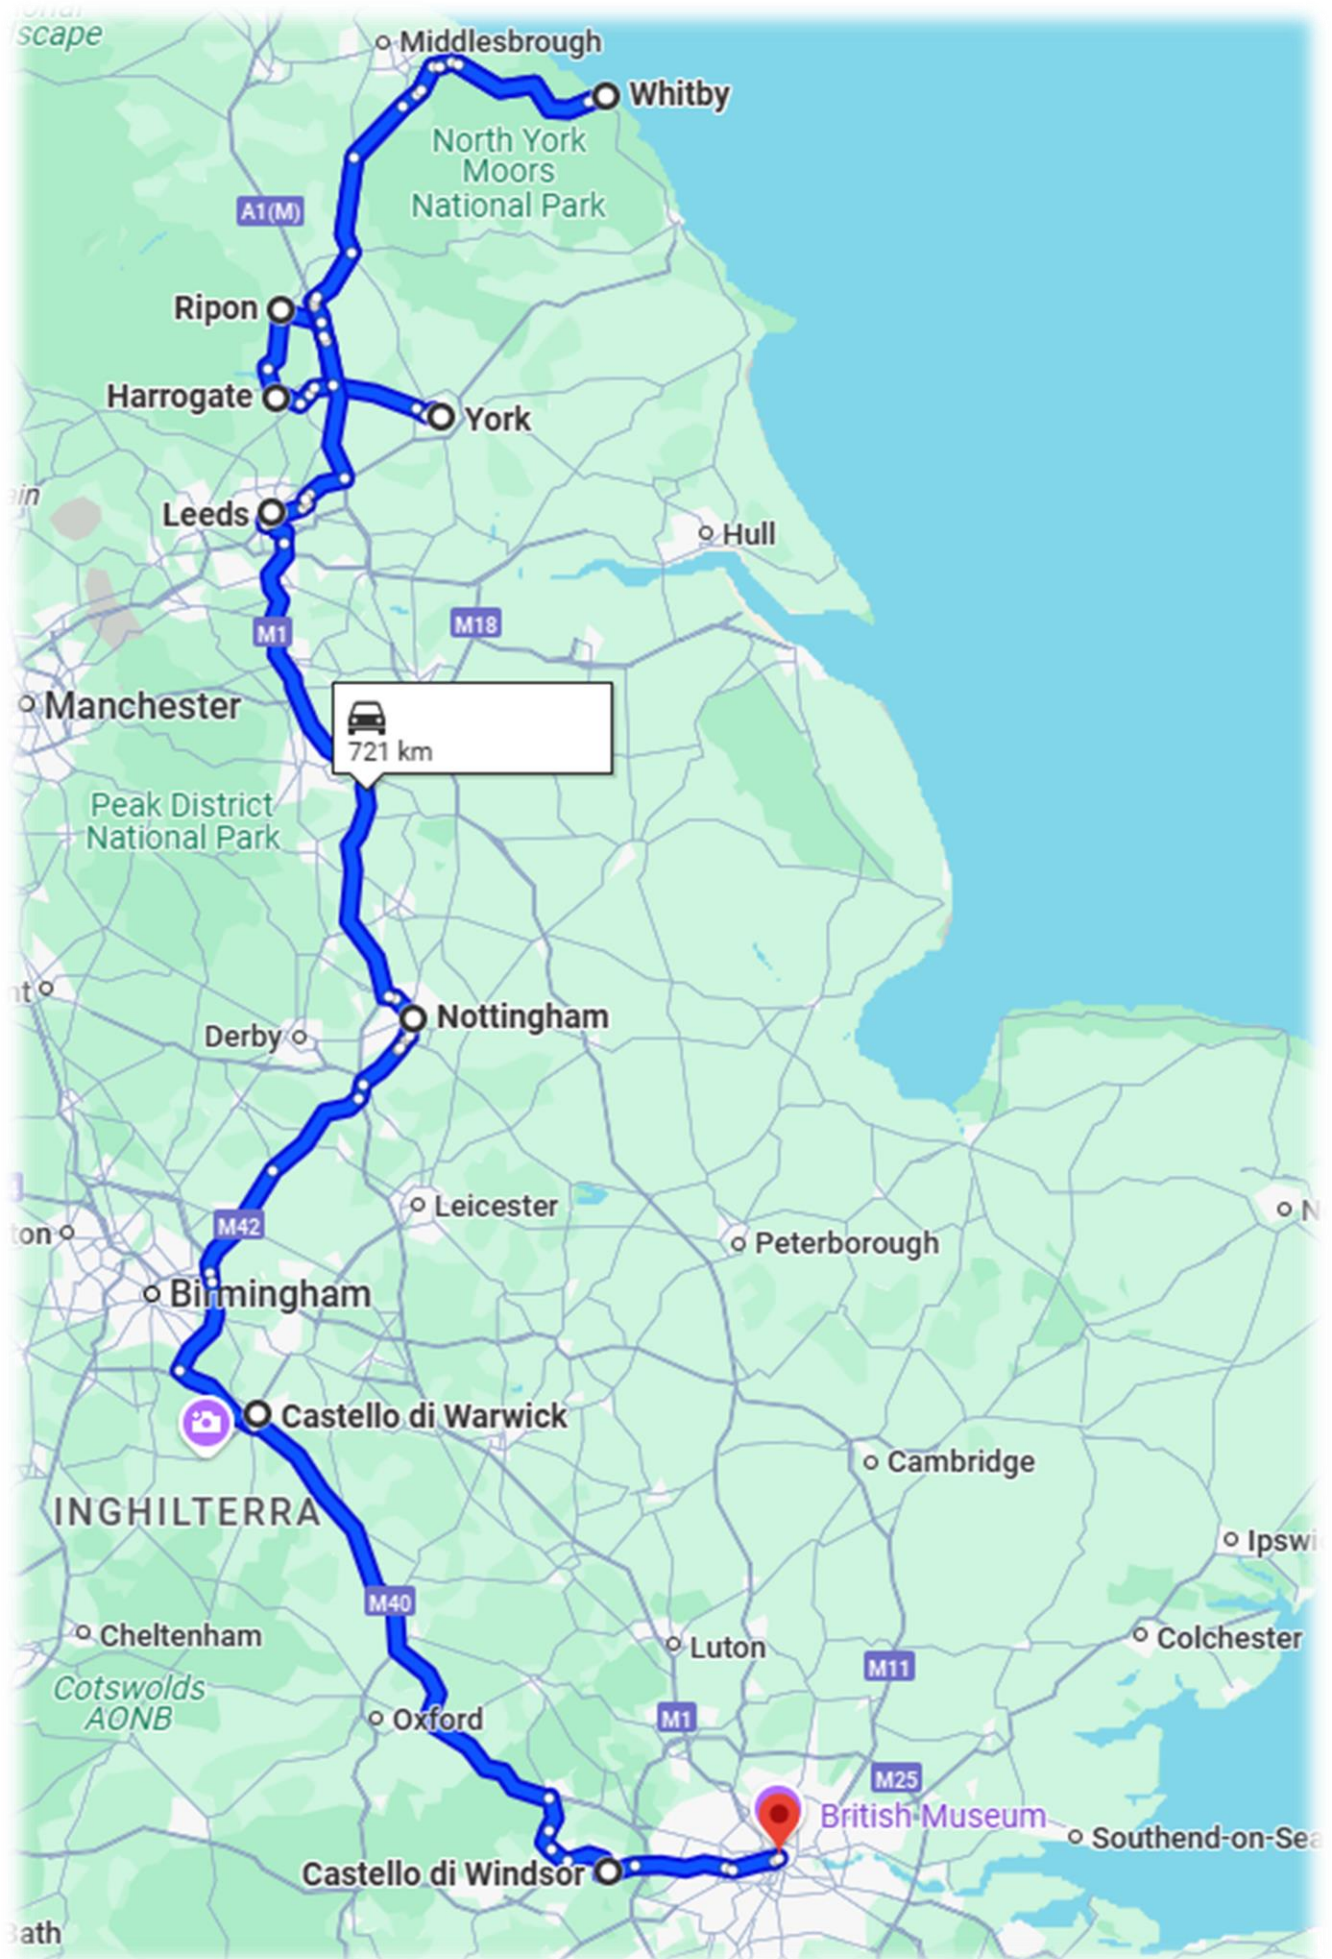 scape
Middlesbrough
Whitby
North York
Moors
National Park
A1(M)
Ripon
Harrogate
York
Leeds
Hull
M1
M18
Manchester
721 km
Peak District
National Park
Nottingham
Derby
Leicester
M42
Peterborough
Birmingham
Castello di Warwick
Cambridge
INGHILTERRA
Ipswi
M40
Cheltenham
Luton
Colchester
M11
Cotswolds
AONB
Oxford
M1
M25
British Museum
Southend-on-Sea
Castello di Windsor
Bath